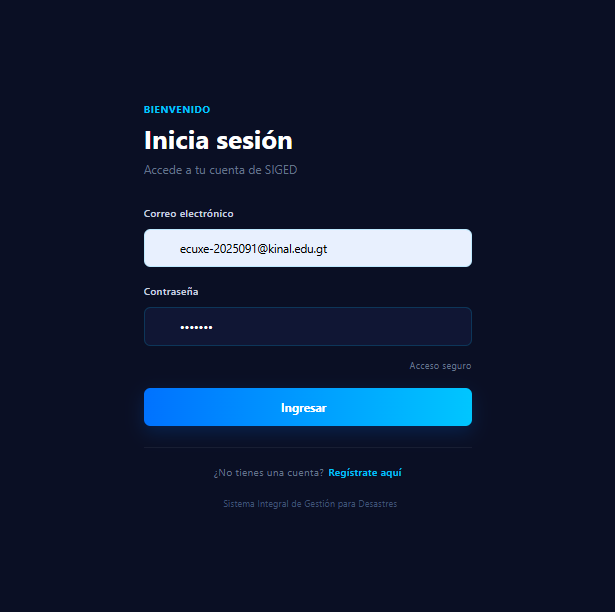 BIENVENIDO
Inicia sesión
Accede a tu cuenta de SIGED
Correo electrónico
ecuxe-2025091@kinal.edu.gt
Contraseña
•••••••
Acceso seguro
Ingresar
¿No tienes una cuenta? Regístrate aquí
Sistema Integral de Gestión para Desastres